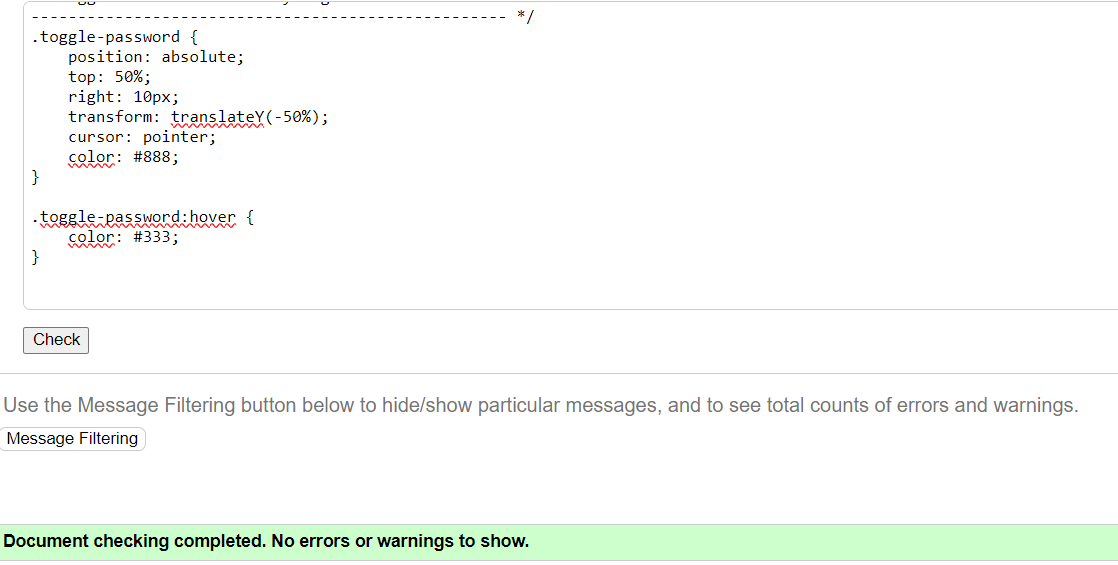 ---------------------------------------------------- */
.toggle-password {
    position: absolute;
    top: 50%;
    right: 10px;
    transform: translateY(-50%);
    cursor: pointer;
    color: #888;
}
.toggle-password:hover {
    color: #333;
}
Check
Use the Message Filtering button below to hide/show particular messages, and to see total counts of errors and warnings.
Message Filtering
Document checking completed. No errors or warnings to show.